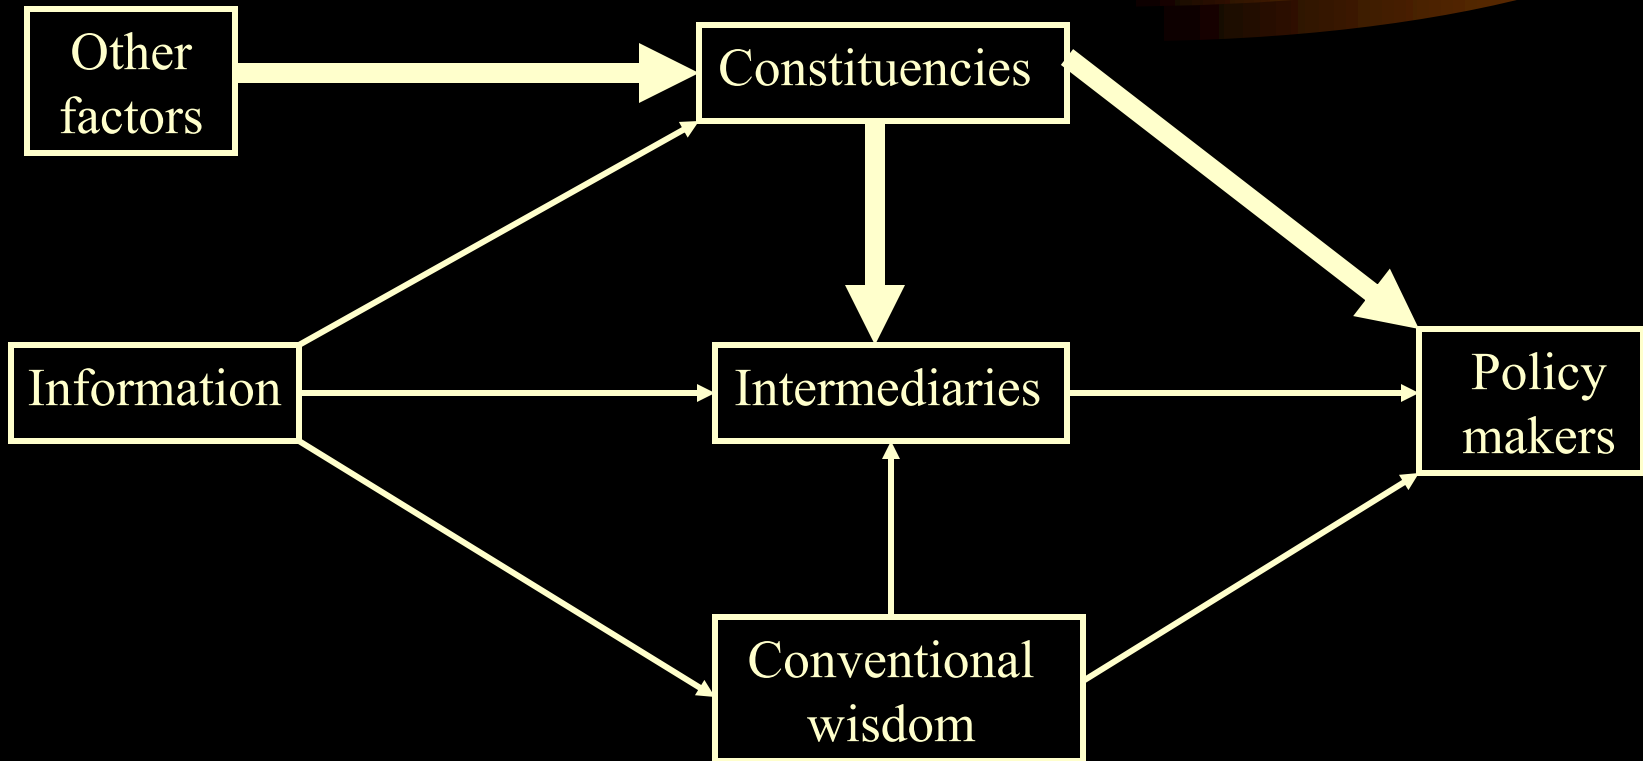 Other
factors
Constituencies
Information
Intermediaries
Policy
makers
Conventional
wisdom